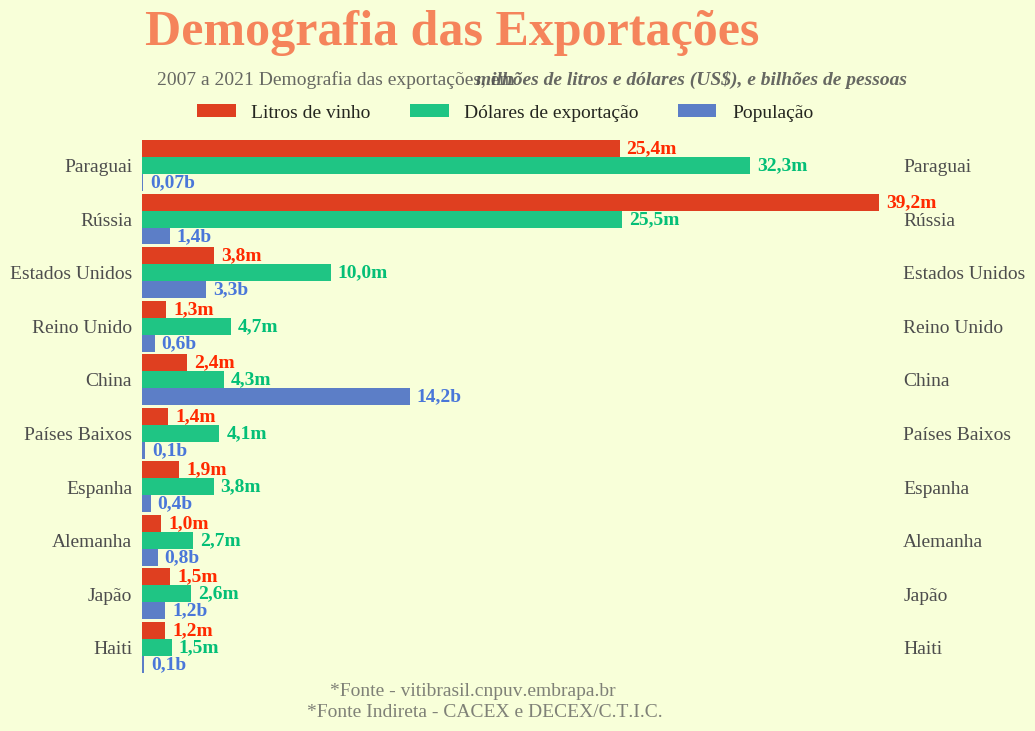 Demografia das Exportações
2007 a 2021 Demografia das exportações, em milhões de litros e dólares (US$), e bilhões de pessoas
Litros de vinho Dólares de exportação População
25,4m
Paraguai 32,3m Paraguai
0,07b
39,2m
Rússia 25,5m Rússia
1,4b
3,8m
Estados Unidos 10,0m Estados Unidos
3,3b
1,3m
Reino Unido 4,7m Reino Unido
0,6b
2,4m
China 4,3m China
14,2b
1,4m
Países Baixos 4,1m Países Baixos
0,1b
1,9m
Espanha 3,8m Espanha
0,4b
1,0m
Alemanha 2,7m Alemanha
0,8b
1,5m
Japão 2,6m Japão
1,2b
1,2m
Haiti 1,5m Haiti
0,1b
*Fonte - vitibrasil.cnpuv.embrapa.br
*Fonte Indireta - CACEX e DECEX/C.T.I.C.